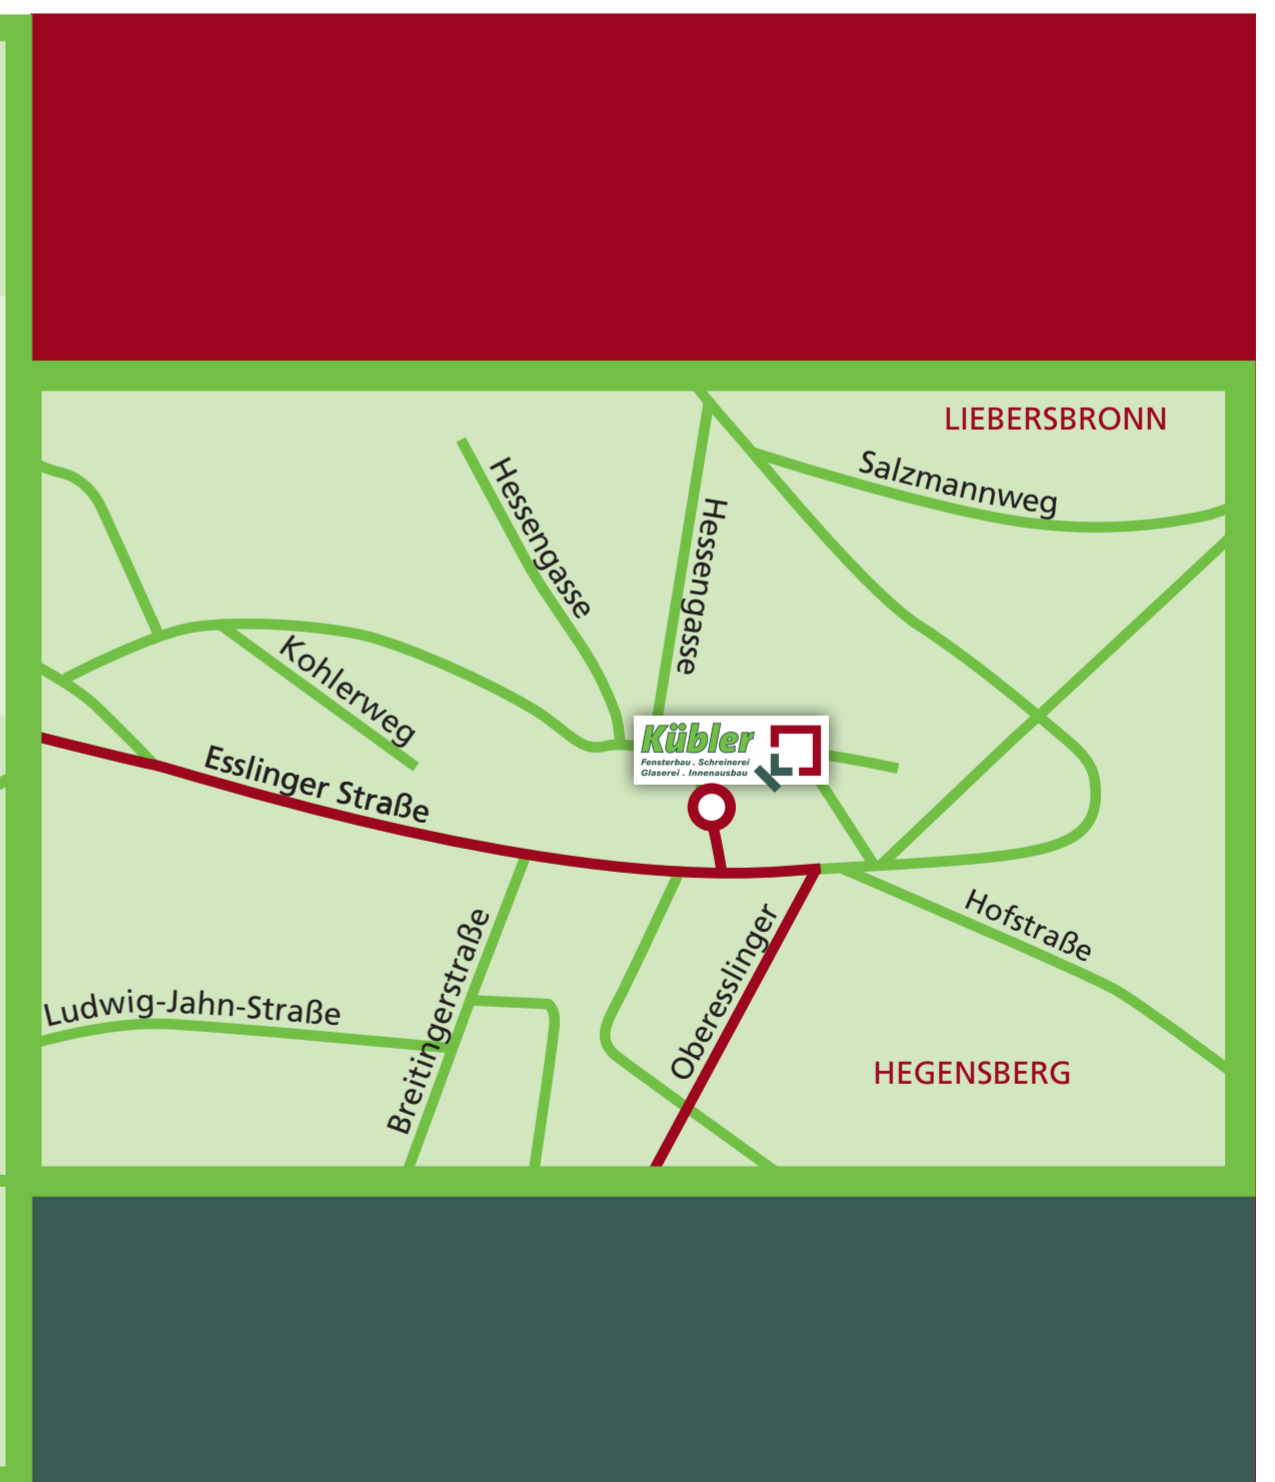 LIEBERSBRONN
Salzmannweg
Hessengasse
Hessengasse
Kohlerweg
Kübler
Fensterbau . Schreinerei
Glaserei . Innenausbau
Esslinger Straße
Hofstraße
Oberesslinger
Breitingerstraße
Ludwig-Jahn-Straße
HEGENSBERG